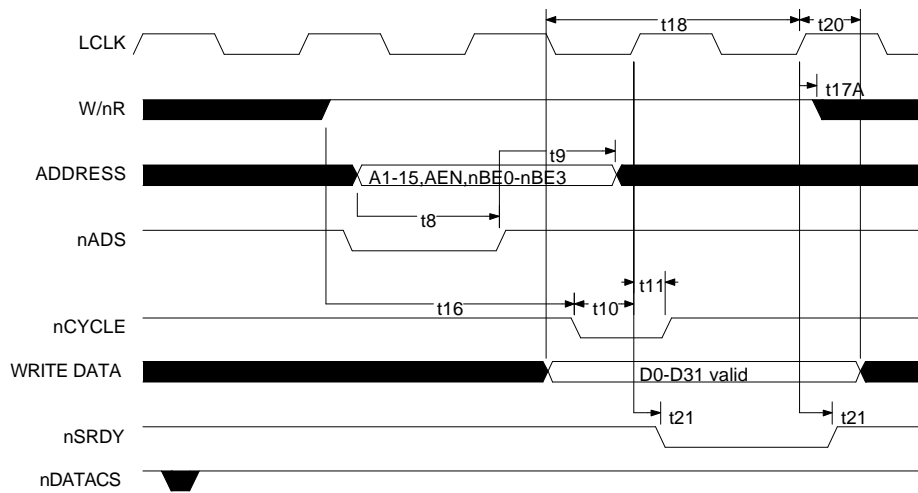 t18
t20
LCLK
t17A
W/nR
t9
ADDRESS
A1-15,AEN,nBE0-nBE3
t8
nADS
t11
t16
t10
nCYCLE
WRITE DATA
D0-D31 valid
t21
t21
nSRDY
nDATACS